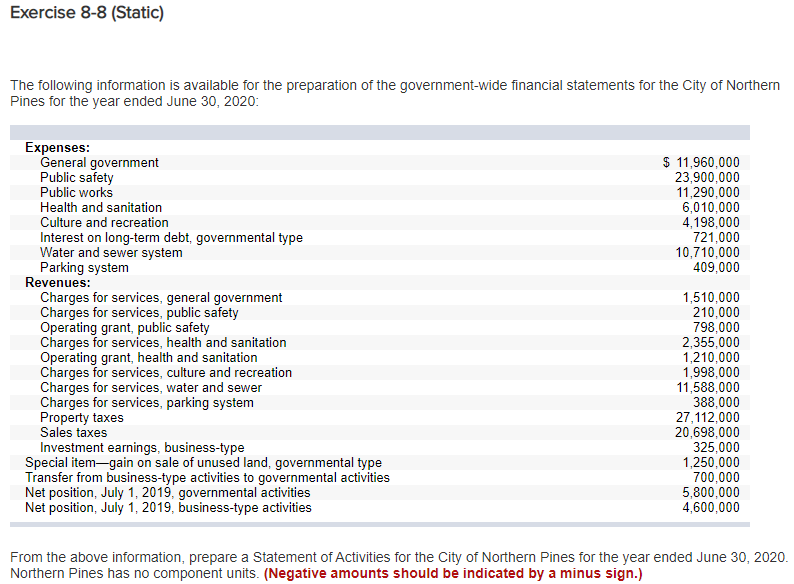 Exercise 8-8 (Static)
The following information is available for the preparation of the government-wide financial statements for the City of Northern
Pines for the year ended June 30, 2020:
Expenses:
General government $ 11,960,000
Public safety 23,900,000
Public works 11,290,000
Health and sanitation 6,010,000
Culture and recreation 4,198,000
Interest on long-term debt, governmental type 721,000
Water and sewer system 10,710,000
Parking system 409,000
Revenues:
Charges for services, general government 1,510,000
Charges for services, public safety 210,000
Operating grant, public safety 798,000
Charges for services, health and sanitation 2,355,000
Operating grant, health and sanitation 1,210,000
Charges for services, culture and recreation 1,998,000
Charges for services, water and sewer 11,588,000
Charges for services, parking system 388,000
Property taxes 27,112,000
Sales taxes 20,698,000
Investment earnings, business-type 325,000
Special item—gain on sale of unused land, governmental type 1,250,000
Transfer from business-type activities to governmental activities 700,000
Net position, July 1, 2019, governmental activities 5,800,000
Net position, July 1, 2019, business-type activities 4,600,000
From the above information, prepare a Statement of Activities for the City of Northern Pines for the year ended June 30, 2020.
Northern Pines has no component units. (Negative amounts should be indicated by a minus sign.)